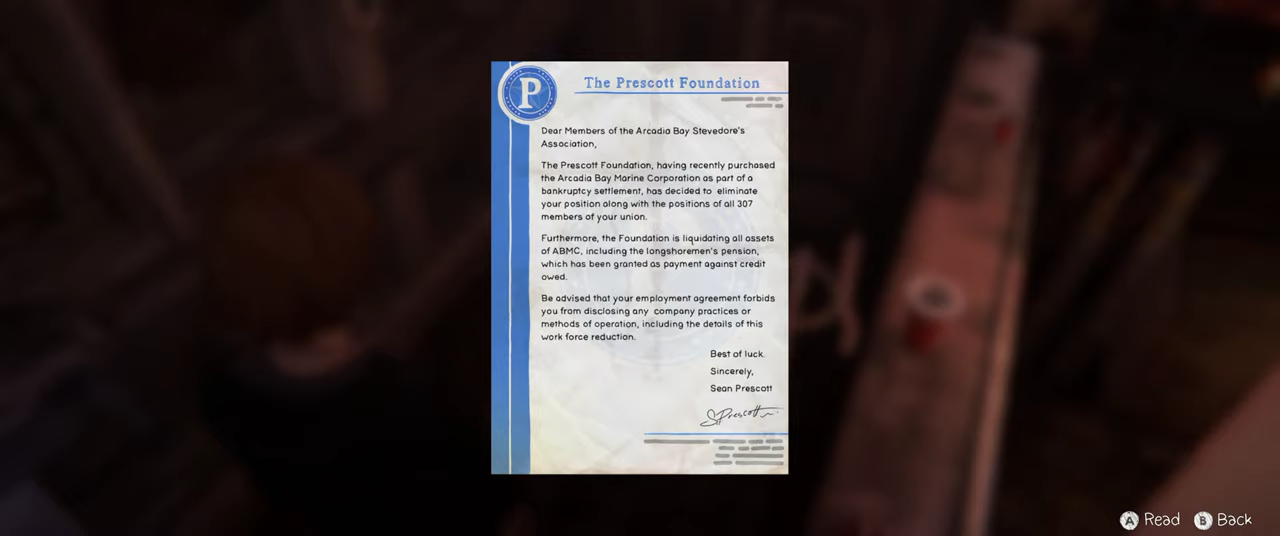 P
The Prescott Foundation
Dear Members of the Arcadia Bay Stevedore's
Association,
The Prescott Foundation, having recently purchased
the Arcadia Bay Marine Corporation as part of a
bankruptcy settlement, has decided to eliminate
your position along with the positions of all 307
members of your union.
Furthermore, the Foundation is liquidating all assets
of ABMC, including the longshoremen's pension,
which has been granted as payment against credit
owed.
Be advised that your employment agreement forbids
you from disclosing any company practices or
methods of operation, including the details of this
work force reduction.
Best of luck.
Sincerely,
Sean Prescott
SPrescott
A Read B Back